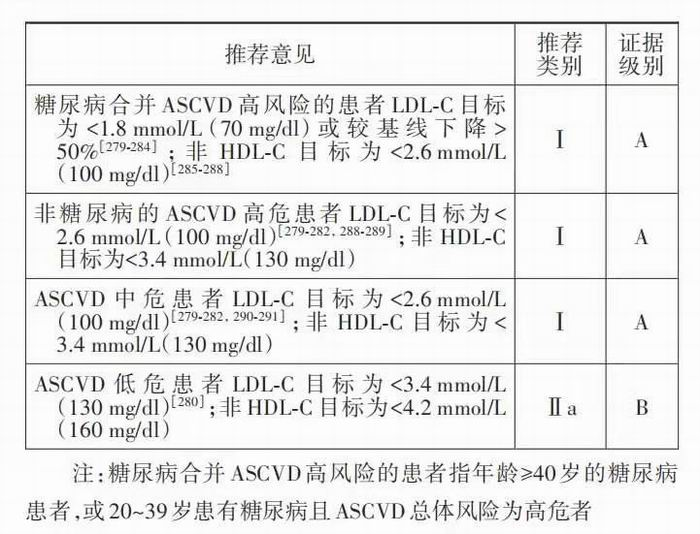 推荐意见
推荐
类别
证据
级别
糖尿病合并ASCVD高风险的患者LDL-C目标
为<1.8 mmol/L(70 mg/dl)或较基线下降>
50%[279-284];非HDL-C目标为<2.6 mmol/L
(100 mg/dl)[285-288]
Ⅰ
A
非糖尿病的ASCVD高危患者LDL-C目标为<
2.6 mmol/L(100 mg/dl)[279-282, 288-289];非HDL-C
目标为<3.4 mmol/L(130 mg/dl)
Ⅰ
A
ASCVD中危患者LDL-C目标为<2.6 mmol/L
(100 mg/dl)[279-282, 290-291];非HDL-C目标为<
3.4 mmol/L(130 mg/dl)
Ⅰ
A
ASCVD低危患者LDL-C目标为<3.4 mmol/L
(130 mg/dl)[280];非HDL-C目标为<4.2 mmol/L
(160 mg/dl)
Ⅱa
B
注:糖尿病合并ASCVD高风险的患者指年龄≥40岁的糖尿病
患者,或20~39岁患有糖尿病且ASCVD总体风险为高危者